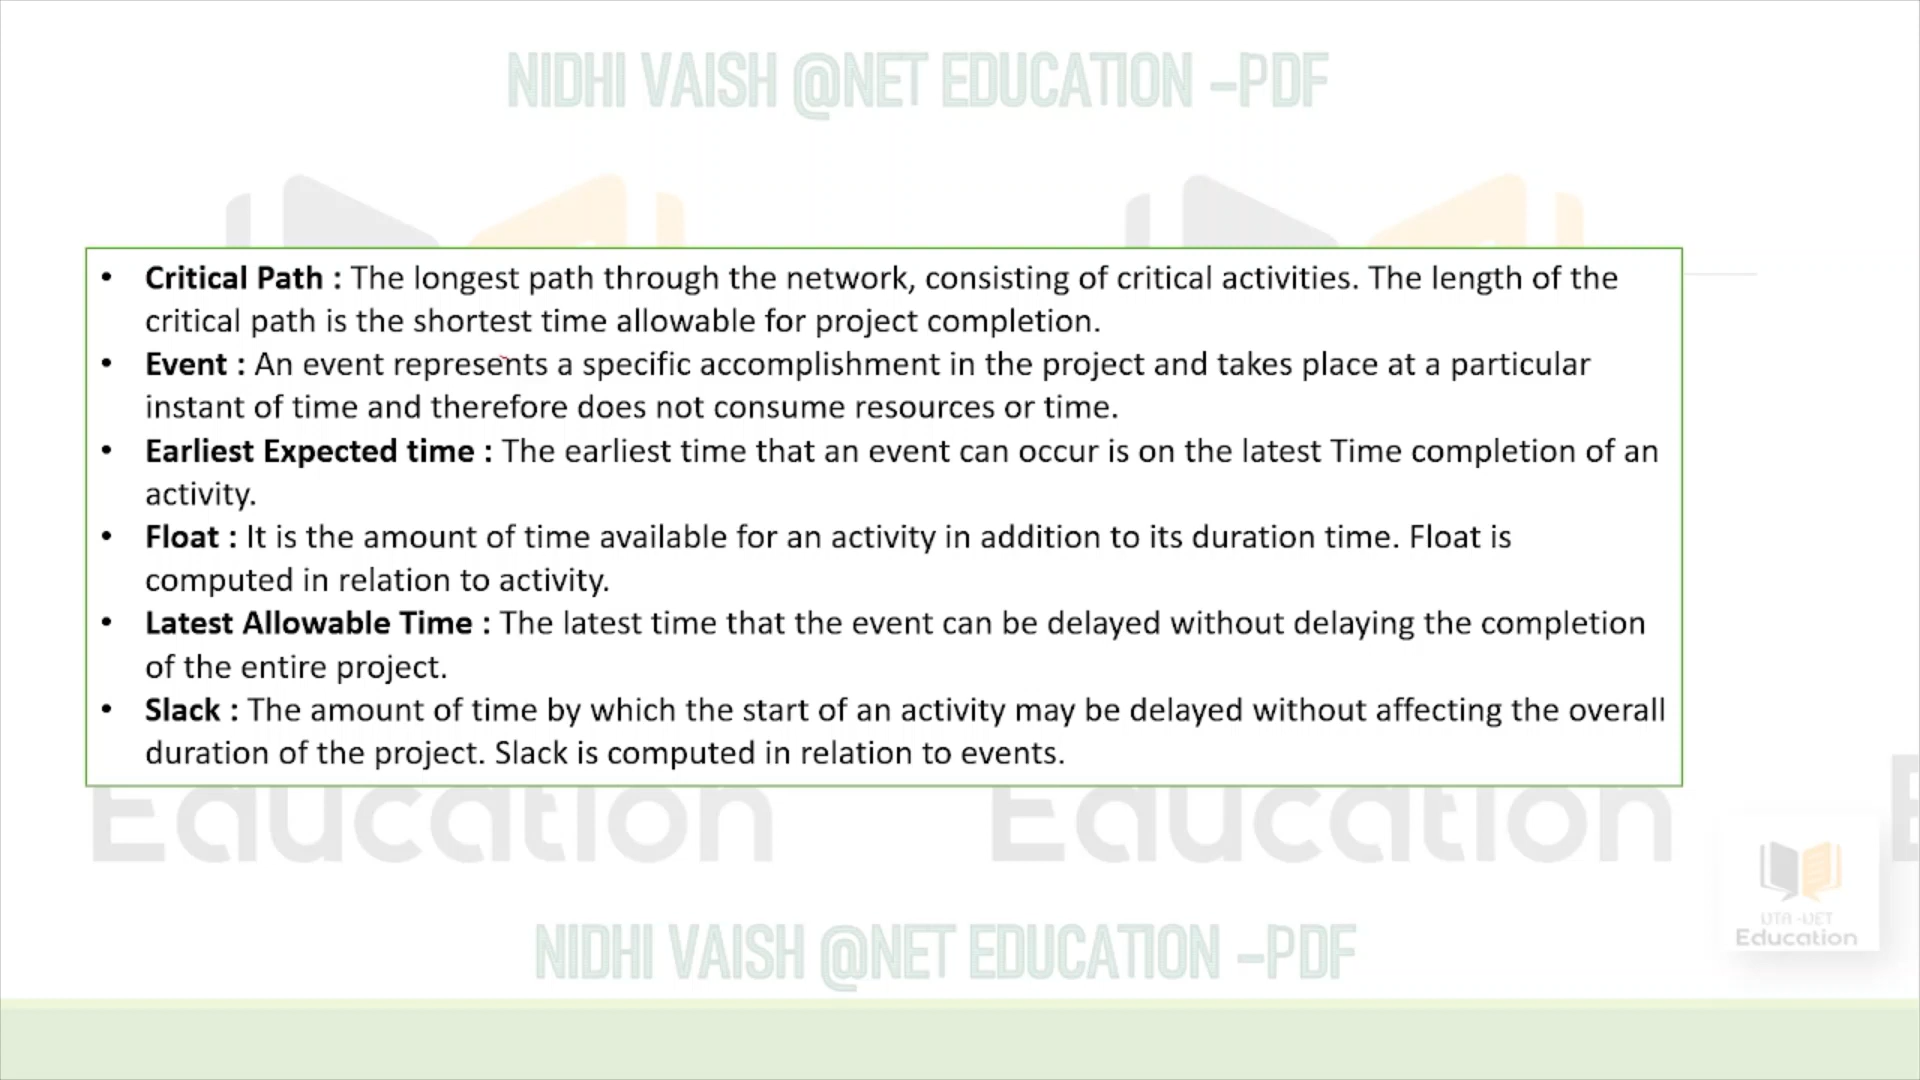 NIDHI VAISH @NET EDUCATION –PDF
• Critical Path : The longest path through the network, consisting of critical activities. The length of the
critical path is the shortest time allowable for project completion.
• Event : An event represents a specific accomplishment in the project and takes place at a particular
instant of time and therefore does not consume resources or time.
• Earliest Expected time : The earliest time that an event can occur is on the latest Time completion of an
activity.
• Float : It is the amount of time available for an activity in addition to its duration time. Float is
computed in relation to activity.
• Latest Allowable Time : The latest time that the event can be delayed without delaying the completion
of the entire project.
• Slack : The amount of time by which the start of an activity may be delayed without affecting the overall
duration of the project. Slack is computed in relation to events.
Education Education
Education
NIDHI VAISH @NET EDUCATION –PDF